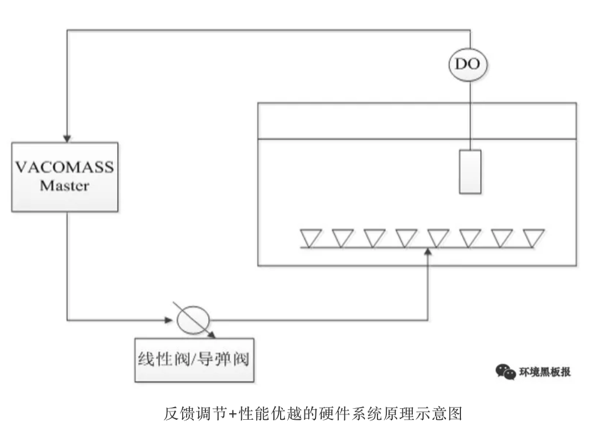 DO
VACOMASS
Master
线性阀/导弹阀
环境黑板报
反馈调节+性能优越的硬件系统原理示意图